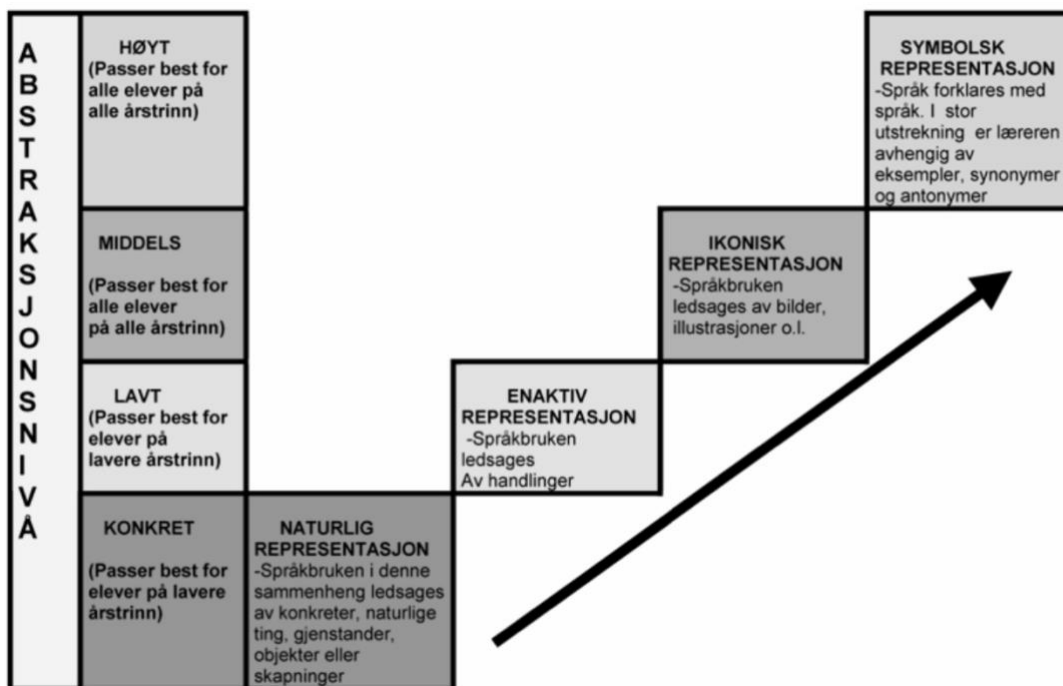 ABSTRAKSJONSNIVÅ
HØYT
(Passer best for
alle elever på
alle årstrinn)
SYMBOLSK
REPRESENTASJON
-Språk forklares med
språk. I stor
utstrekning er læreren
avhengig av
eksempler, synonymer
og antonymer
MIDDELS
(Passer best for
alle elever
på alle årstrinn)
IKONISK
REPRESENTASJON
-Språkbruken
ledsages av bilder,
illustrasjoner o.l.
LAVT
(Passer best for
elever på
lavere årstrinn)
ENAKTIV
REPRESENTASJON
-Språkbruken
ledsages
Av handlinger
KONKRET
(Passer best for
elever på lavere
årstrinn)
NATURLIG
REPRESENTASJON
-Språkbruken i denne
sammenheng ledsages
av konkreter, naturlige
ting, gjenstander,
objekter eller
skapninger